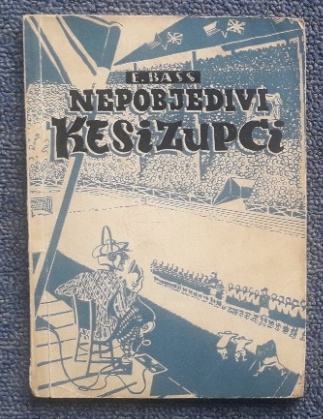 E. BASS
NEPOBJEDIVI
KESiZUPCi